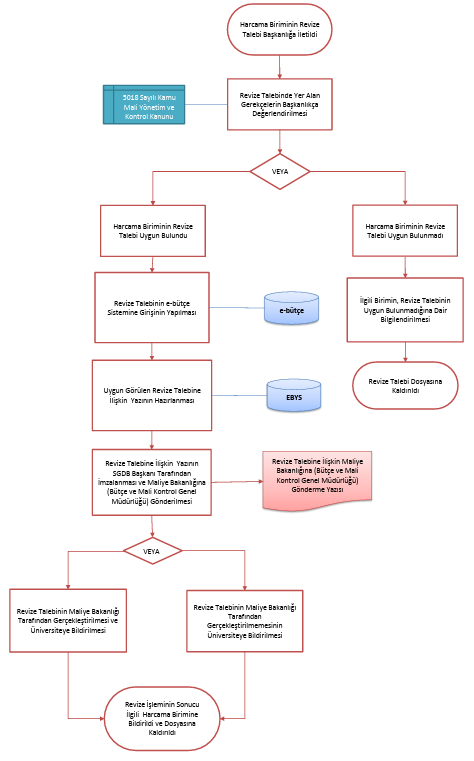 Harcama Biriminin Revize
Talebi Başkanlığa İletildi
5018 Sayılı Kamu
Mali Yönetim ve
Kontrol Kanunu
Revize Talebinde Yer Alan
Gerekçelerin Başkanlıkça
Değerlendirilmesi
VEYA
Harcama Biriminin Revize
Talebi Uygun Bulundu
Harcama Biriminin Revize
Talebi Uygun Bulunmadı
Revize Talebinin e-bütçe
Sistemine Girişinin Yapılması
e-bütçe
İlgili Birimin, Revize Talebinin
Uygun Bulunmadığına Dair
Bilgilendirilmesi
Uygun Görülen Revize Talebine
İlişkin Yazının Hazırlanması
EBYS
Revize Talebi Dosyasına
Kaldırıldı
Revize Talebine İlişkin Yazının
SGDB Başkanı Tarafından
İmzalanması ve Maliye Bakanlığına
(Bütçe ve Mali Kontrol Genel
Müdürlüğü) Gönderilmesi
Revize Talebine İlişkin Maliye
Bakanlığına (Bütçe ve Mali
Kontrol Genel Müdürlüğü)
Gönderme Yazısı
VEYA
Revize Talebinin Maliye Bakanlığı
Tarafından Gerçekleştirilmesi ve
Üniversiteye Bildirilmesi
Revize Talebinin Maliye Bakanlığı
Tarafından
Gerçekleştirilmemesinin
Üniversiteye Bildirilmesi
Revize İşleminin Sonucu
İlgili Harcama Birimine
Bildirildi ve Dosyasına
Kaldırıldı